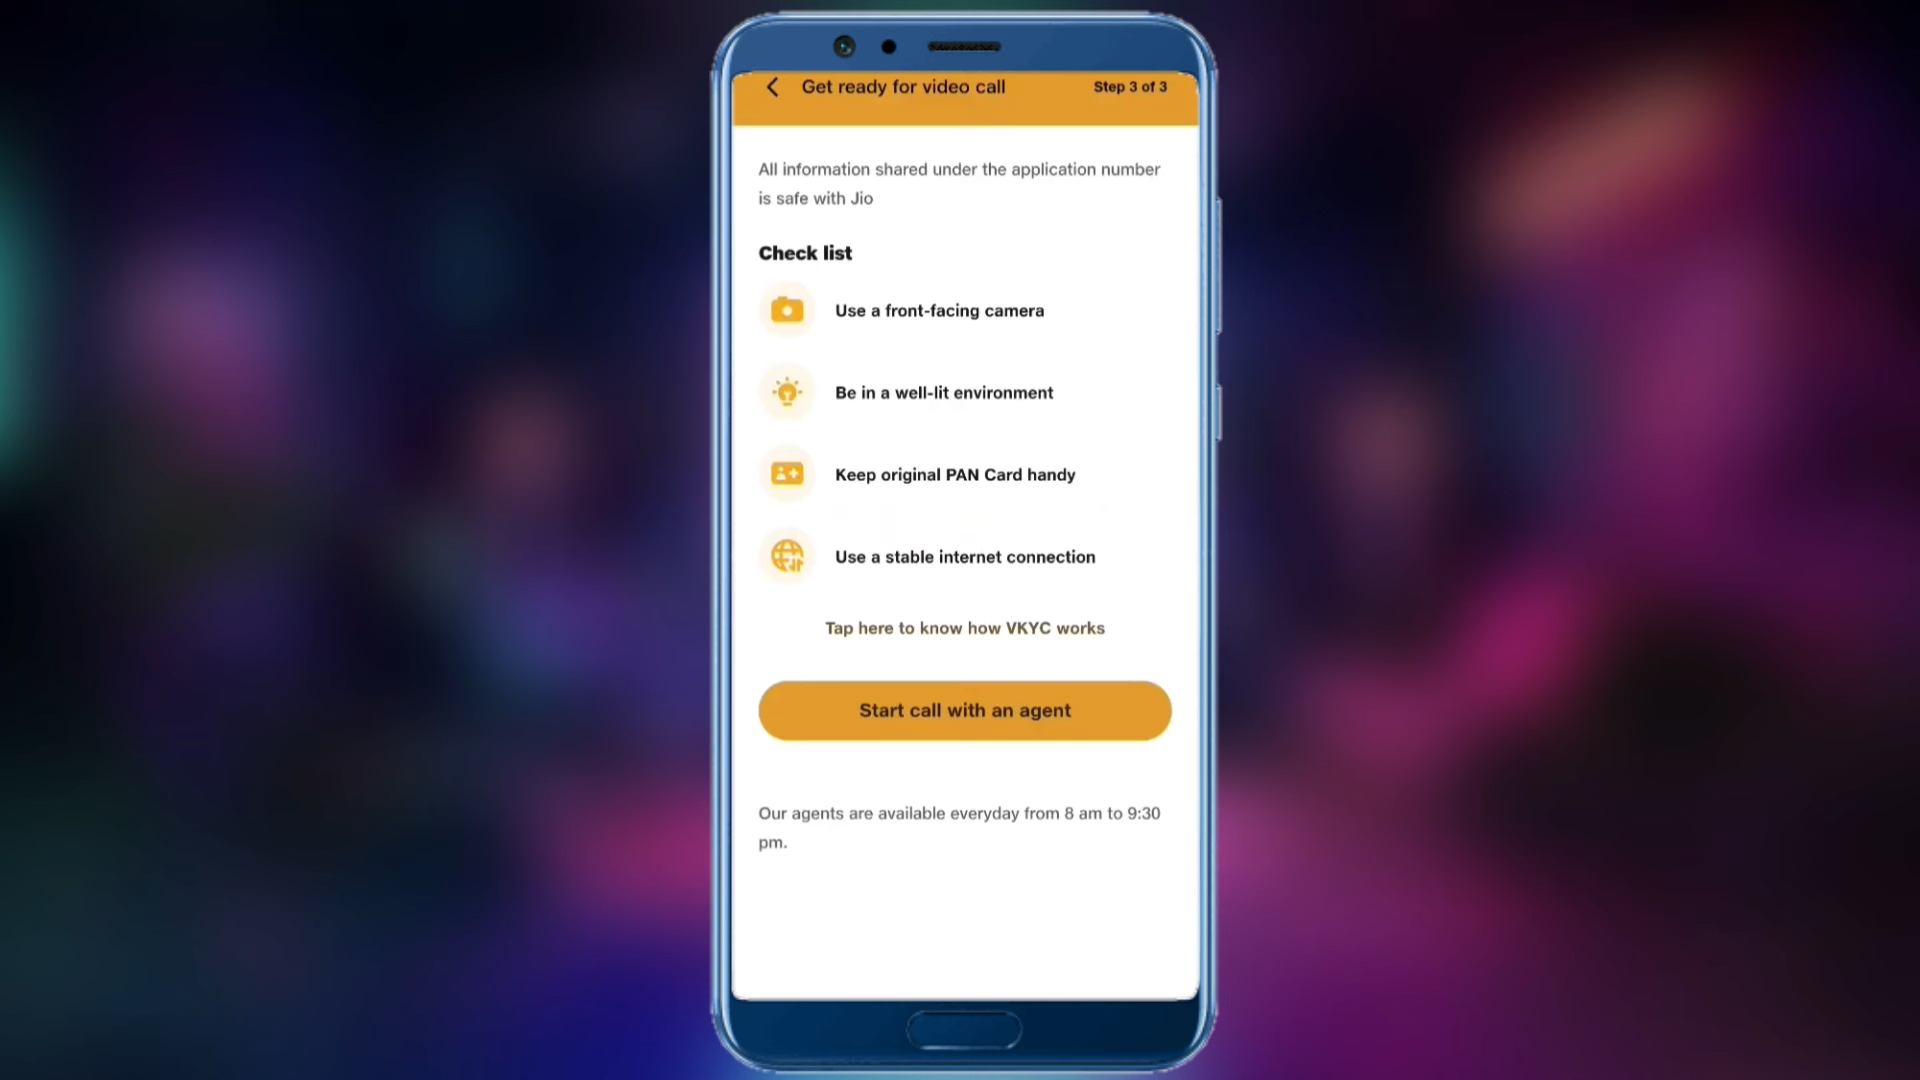 Get ready for video call
Step 3 of 3
All information shared under the application number
is safe with Jio
Check list
Use a front-facing camera
Be in a well-lit environment
Keep original PAN Card handy
Use a stable internet connection
Tap here to know how VKYC works
Start call with an agent
Our agents are available everyday from 8 am to 9:30
pm.